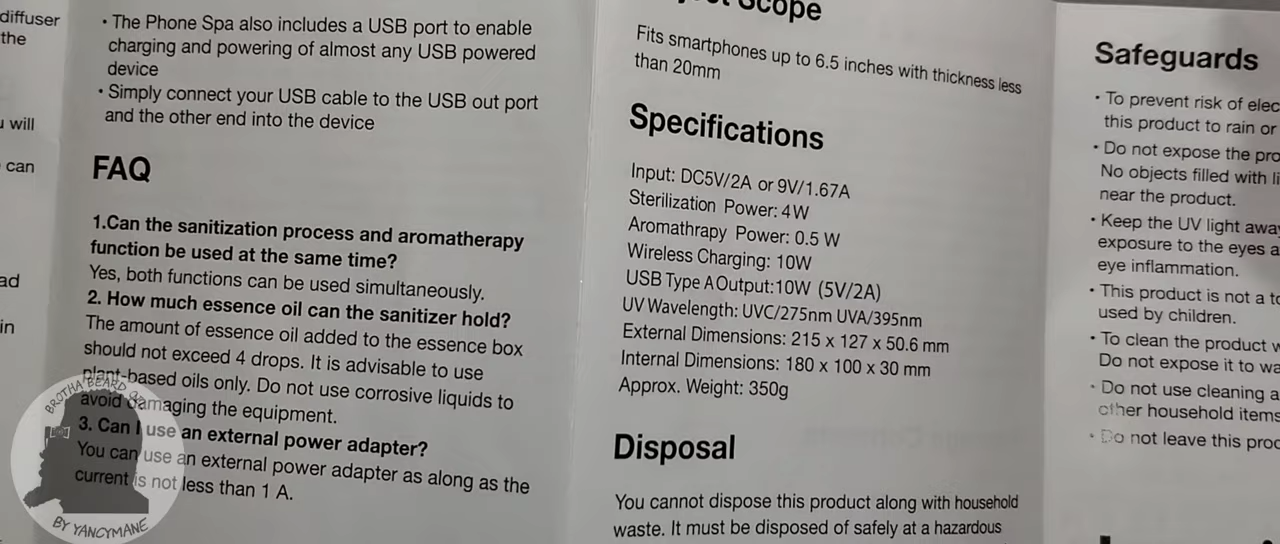 diffuser
the
will
can
ad
in
• The Phone Spa also includes a USB port to enable
charging and powering of almost any USB powered
device
• Simply connect your USB cable to the USB out port
and the other end into the device
FAQ
1.Can the sanitization process and aromatherapy
function be used at the same time?
Yes, both functions can be used simultaneously.
2. How much essence oil can the sanitizer hold?
The amount of essence oil added to the essence box
should not exceed 4 drops. It is advisable to use
plant-based oils only. Do not use corrosive liquids to
avoid damaging the equipment.
3. Can I use an external power adapter?
You can use an external power adapter as along as the
current is not less than 1 A.
Scope
Fits smartphones up to 6.5 inches with thickness less
than 20mm
Specifications
Input: DC5V/2A or 9V/1.67A
Sterilization Power: 4W
Aromathrapy Power: 0.5 W
Wireless Charging: 10W
USB Type A Output:10W (5V/2A)
UV Wavelength: UVC/275nm UVA/395nm
External Dimensions: 215 x 127 x 50.6 mm
Internal Dimensions: 180 x 100 x 30 mm
Approx. Weight: 350g
Disposal
You cannot dispose this product along with household
waste. It must be disposed of safely at a hazardous
Safeguards
• To prevent risk of elec
this product to rain or
• Do not expose the pro
No objects filled with li
near the product.
• Keep the UV light away
exposure to the eyes a
eye inflammation.
• This product is not a to
used by children.
• To clean the product w
Do not expose it to wa
• Do not use cleaning a
other household items
• Do not leave this prod
BROTHA BEARD
BY YANCYMANE